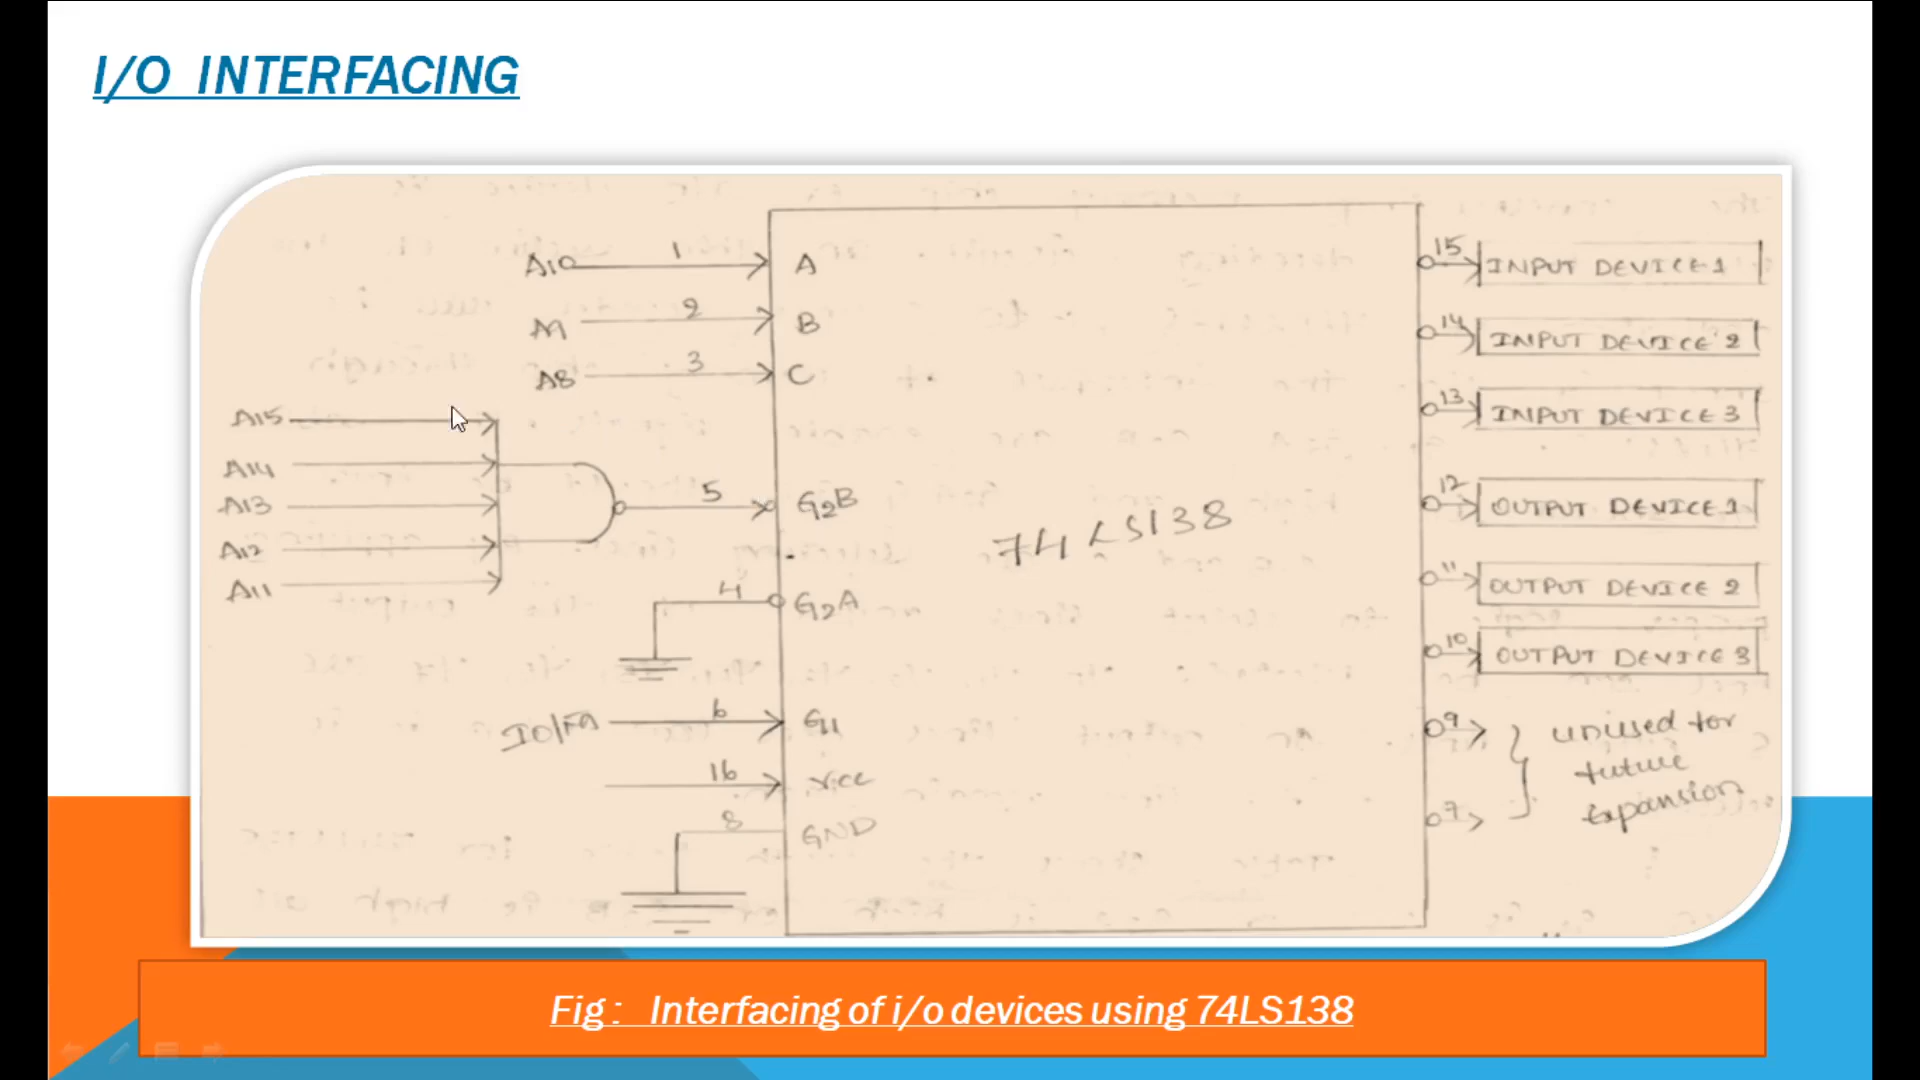 I/O INTERFACING
A10 1 A
A9 2 B
A8 3 C
A15
A14
A13
A12
A11
5 G2B
4 G2A
74LS138
6 G1
16 Vcc
8 GND
15 INPUT DEVICE 1
14 INPUT DEVICE 2
13 INPUT DEVICE 3
12 OUTPUT DEVICE 1
11 OUTPUT DEVICE 2
10 OUTPUT DEVICE 3
9 unused for
future
7 expansion
Fig : Interfacing of i/o devices using 74LS138